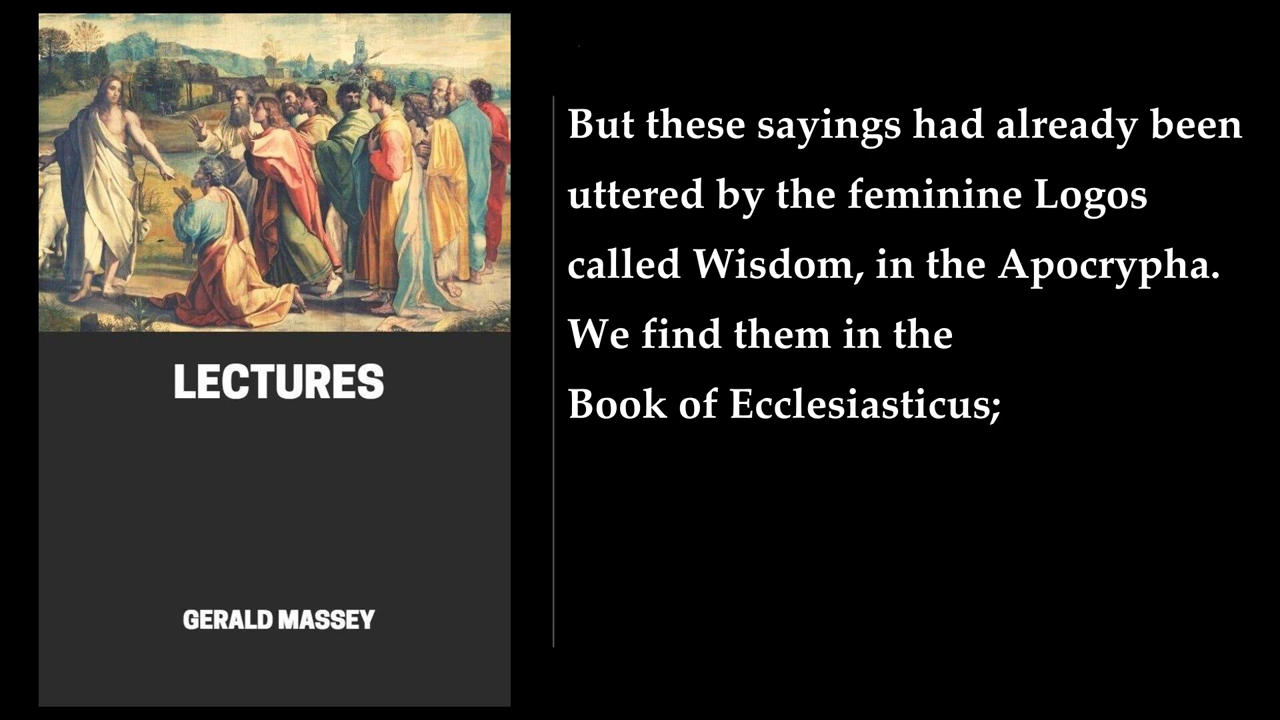 LECTURES
GERALD MASSEY
But these sayings had already been
uttered by the feminine Logos
called Wisdom, in the Apocrypha.
We find them in the
Book of Ecclesiasticus;